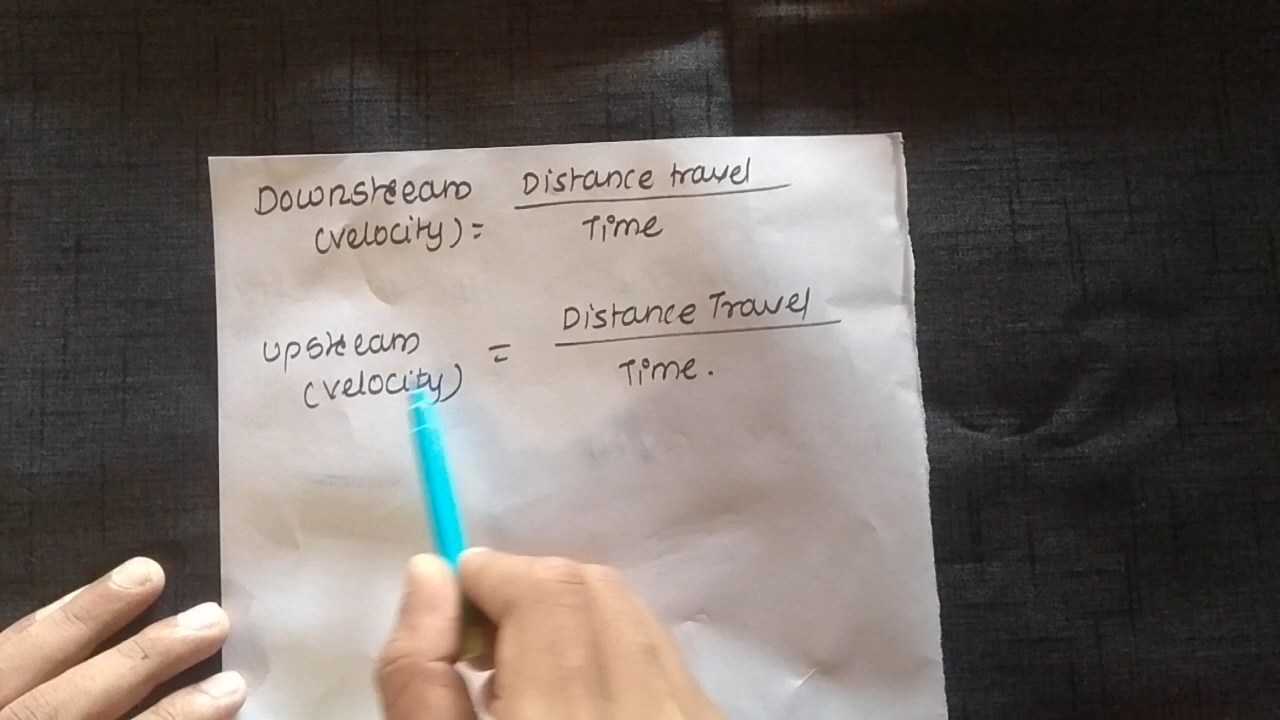 Downstream Distance travel
(velocity) = Time
upstream = Distance Travel
(velocity) Time.